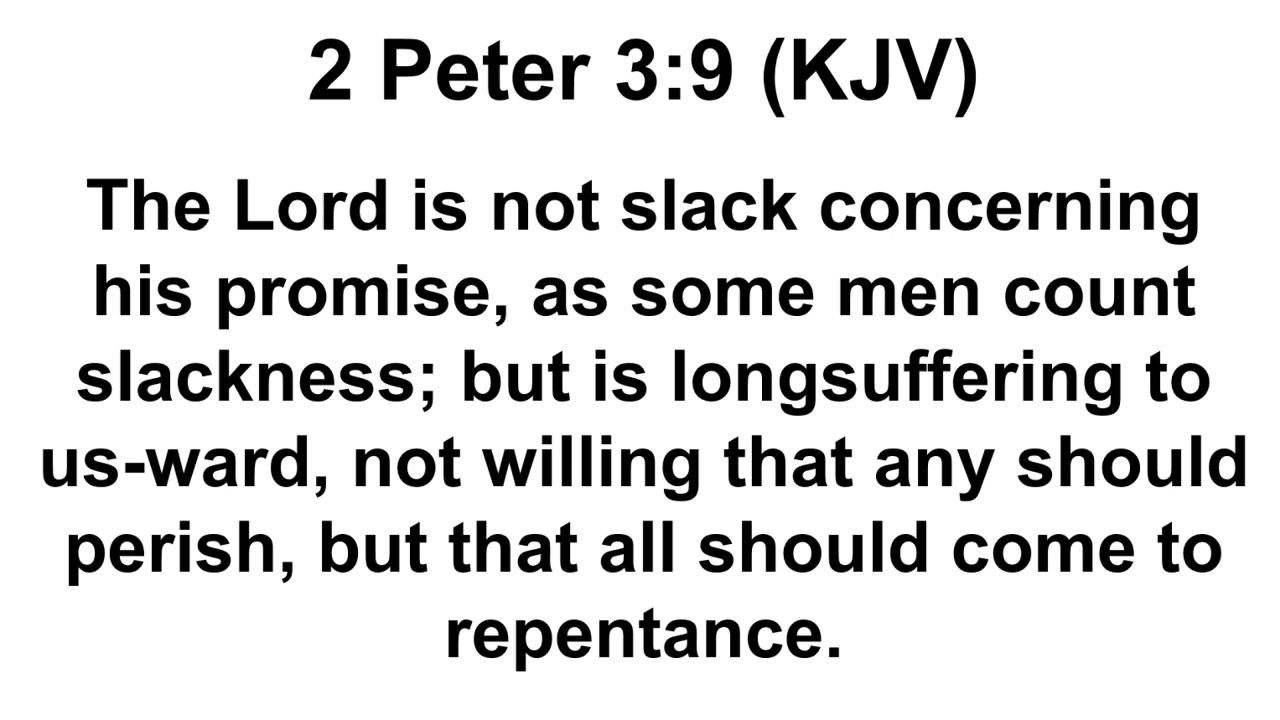 2 Peter 3:9 (KJV)
The Lord is not slack concerning
his promise, as some men count
slackness; but is longsuffering to
us-ward, not willing that any should
perish, but that all should come to
repentance.